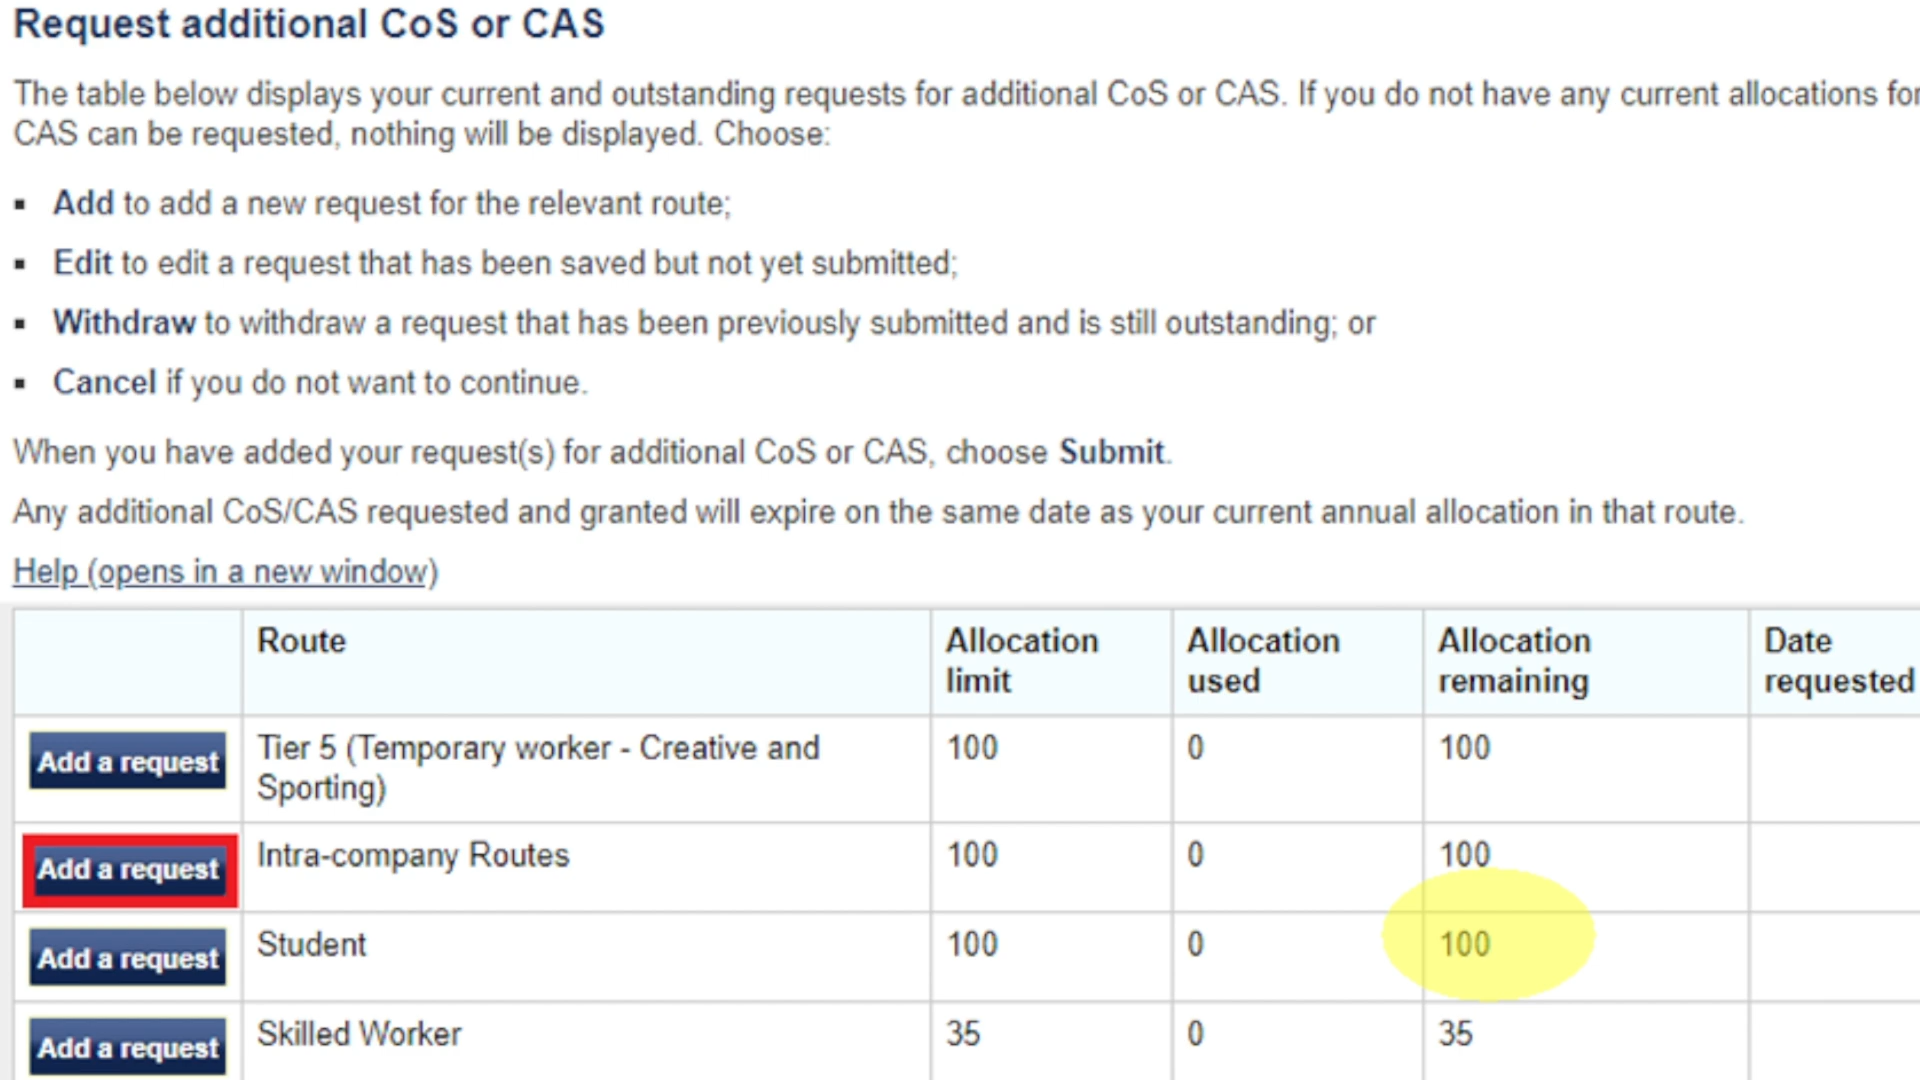 Request additional CoS or CAS
The table below displays your current and outstanding requests for additional CoS or CAS. If you do not have any current allocations for
CAS can be requested, nothing will be displayed. Choose:
▪ Add to add a new request for the relevant route;
▪ Edit to edit a request that has been saved but not yet submitted;
▪ Withdraw to withdraw a request that has been previously submitted and is still outstanding; or
▪ Cancel if you do not want to continue.
When you have added your request(s) for additional CoS or CAS, choose Submit.
Any additional CoS/CAS requested and granted will expire on the same date as your current annual allocation in that route.
Help (opens in a new window)
Route Allocation limit Allocation used Allocation remaining Date requested
Add a request Tier 5 (Temporary worker - Creative and Sporting) 100 0 100
Add a request Intra-company Routes 100 0 100
Add a request Student 100 0 100
Add a request Skilled Worker 35 0 35